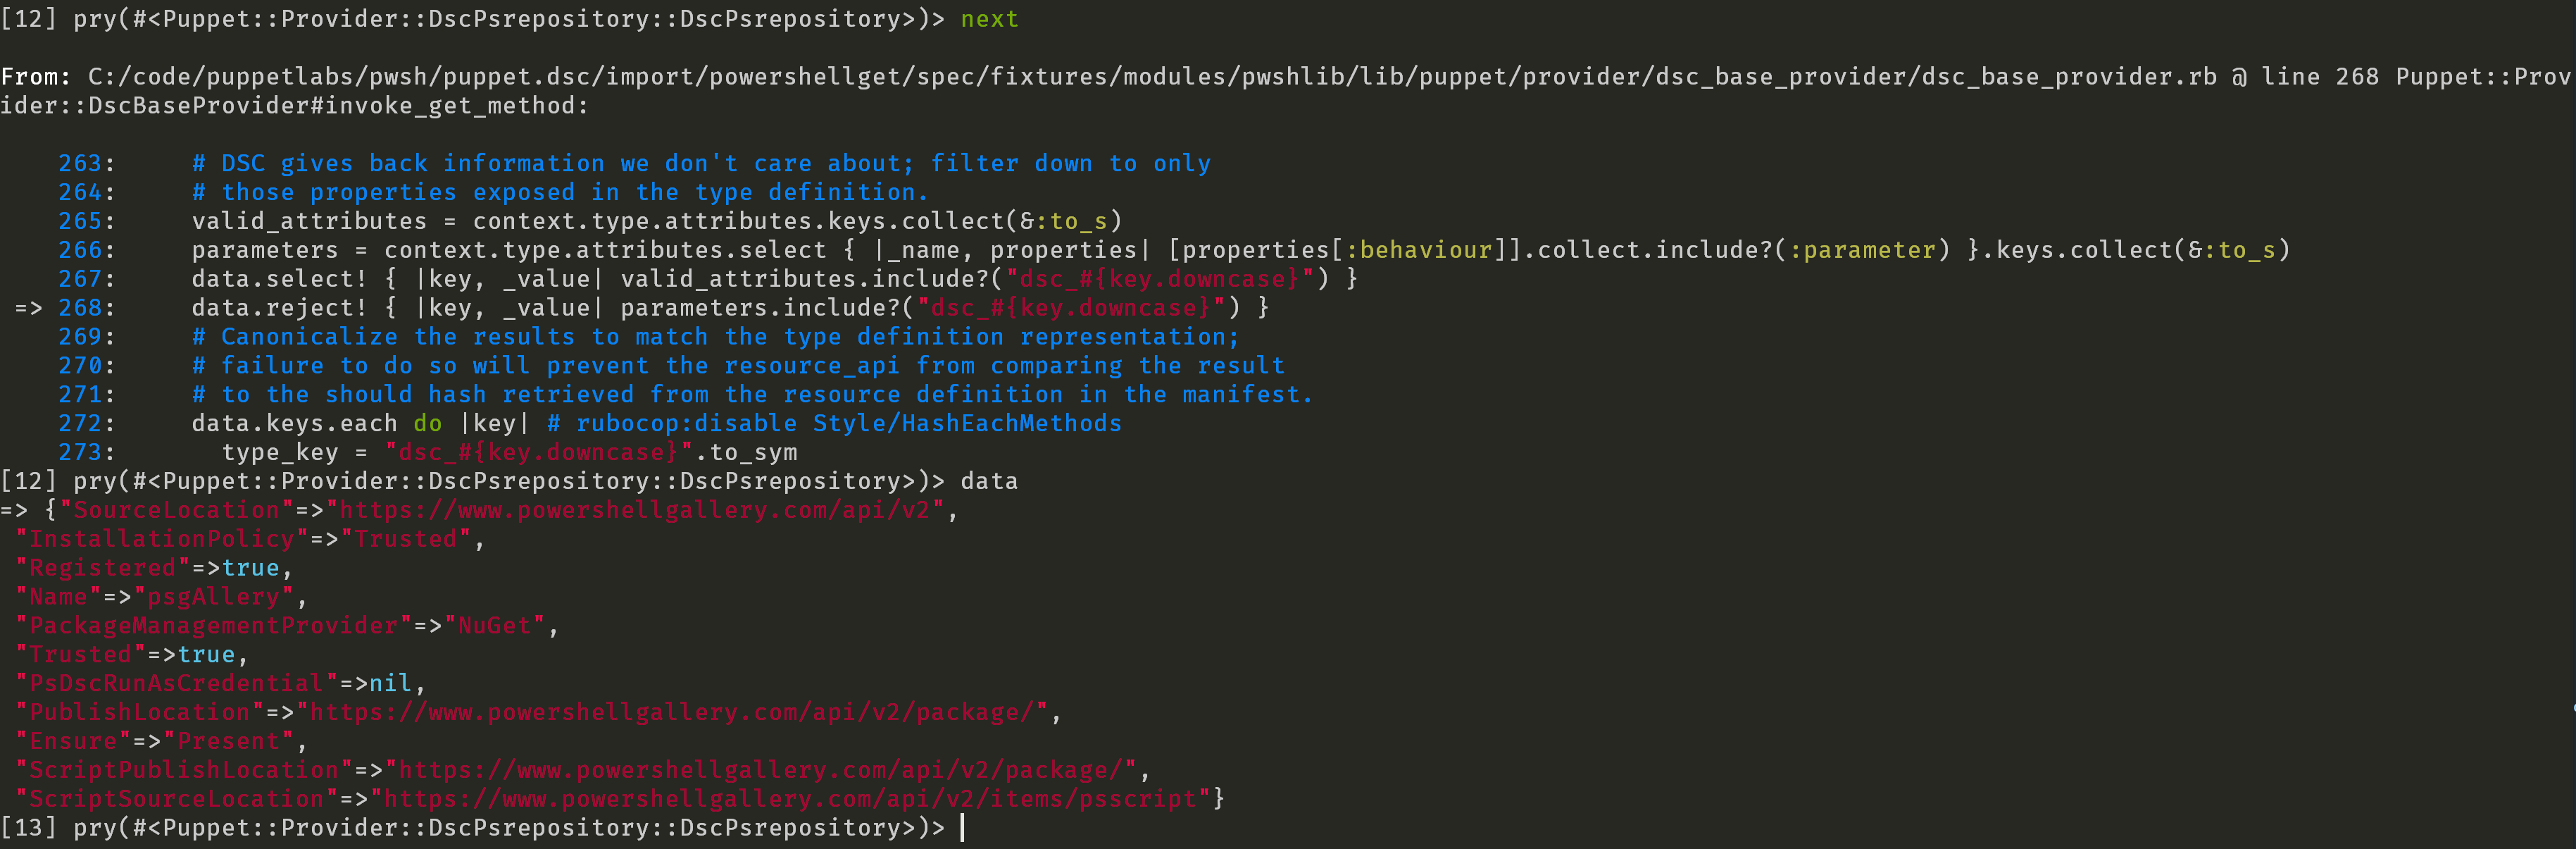 [12] pry(#<Puppet::Provider::DscPsrepository::DscPsrepository>)> next
From: C:/code/puppetlabs/pwsh/puppet.dsc/import/powershellget/spec/fixtures/modules/pwshlib/lib/puppet/provider/dsc_base_provider/dsc_base_provider.rb @ line 268 Puppet::Prov
ider::DscBaseProvider#invoke_get_method:
    263:     # DSC gives back information we don't care about; filter down to only
    264:     # those properties exposed in the type definition.
    265:     valid_attributes = context.type.attributes.keys.collect(&:to_s)
    266:     parameters = context.type.attributes.select { |_name, properties| [properties[:behaviour]].collect.include?(:parameter) }.keys.collect(&:to_s)
    267:     data.select! { |key, _value| valid_attributes.include?("dsc_#{key.downcase}") }
 => 268:     data.reject! { |key, _value| parameters.include?("dsc_#{key.downcase}") }
    269:     # Canonicalize the results to match the type definition representation;
    270:     # failure to do so will prevent the resource_api from comparing the result
    271:     # to the should hash retrieved from the resource definition in the manifest.
    272:     data.keys.each do |key| # rubocop:disable Style/HashEachMethods
    273:       type_key = "dsc_#{key.downcase}".to_sym
[12] pry(#<Puppet::Provider::DscPsrepository::DscPsrepository>)> data
=> {"SourceLocation"=>"https://www.powershellgallery.com/api/v2",
 "InstallationPolicy"=>"Trusted",
 "Registered"=>true,
 "Name"=>"psgAllery",
 "PackageManagementProvider"=>"NuGet",
 "Trusted"=>true,
 "PsDscRunAsCredential"=>nil,
 "PublishLocation"=>"https://www.powershellgallery.com/api/v2/package/",
 "Ensure"=>"Present",
 "ScriptPublishLocation"=>"https://www.powershellgallery.com/api/v2/package/",
 "ScriptSourceLocation"=>"https://www.powershellgallery.com/api/v2/items/psscript"}
[13] pry(#<Puppet::Provider::DscPsrepository::DscPsrepository>)>